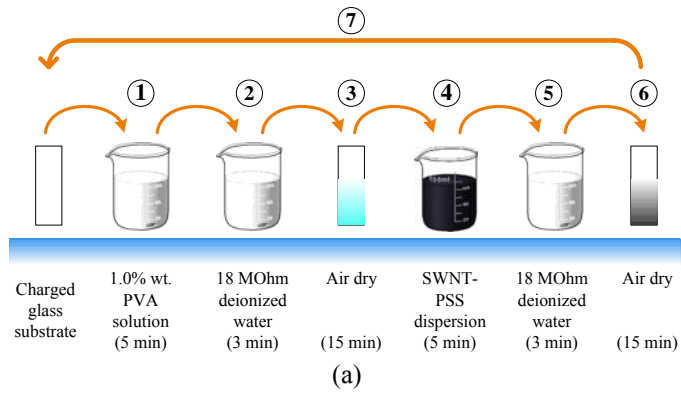 7
1
2
3
4
5
6
150ml
Charged
glass
substrate
1.0% wt.
PVA
solution
(5 min)
18 MOhm
deionized
water
(3 min)
Air dry
(15 min)
SWNT-
PSS
dispersion
(5 min)
18 MOhm
deionized
water
(3 min)
Air dry
(15 min)
(a)